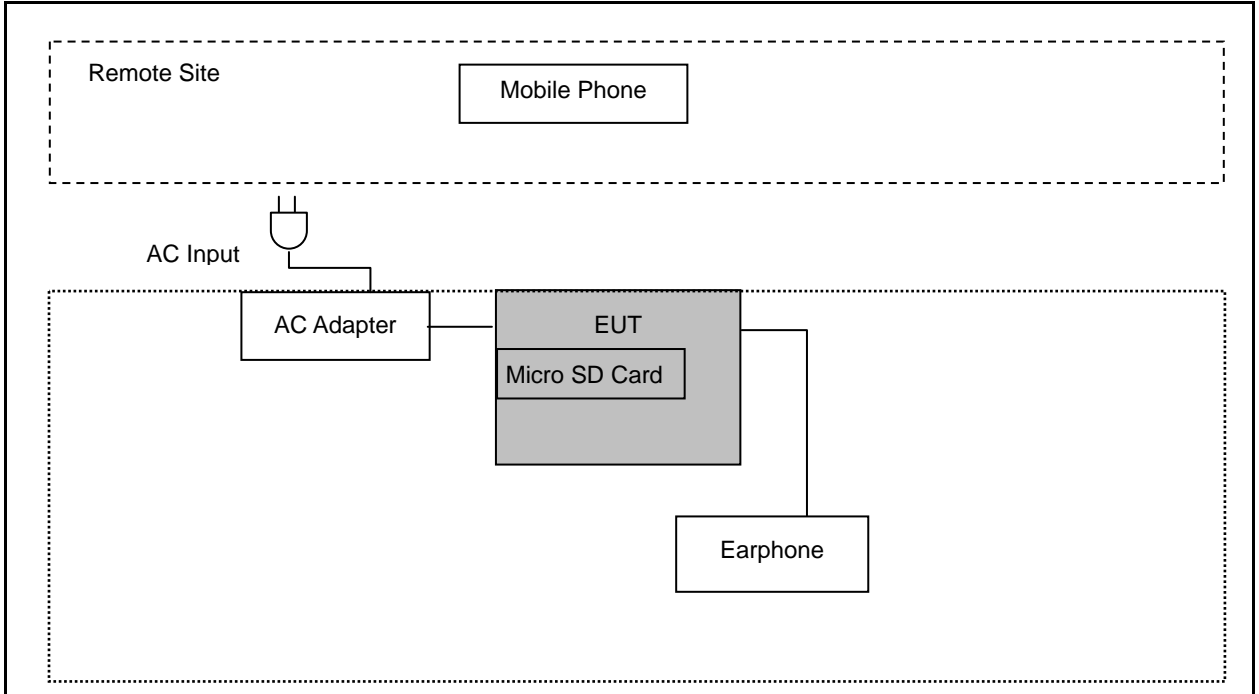 Remote Site
Mobile Phone
AC Input
AC Adapter
EUT
Micro SD Card
Earphone